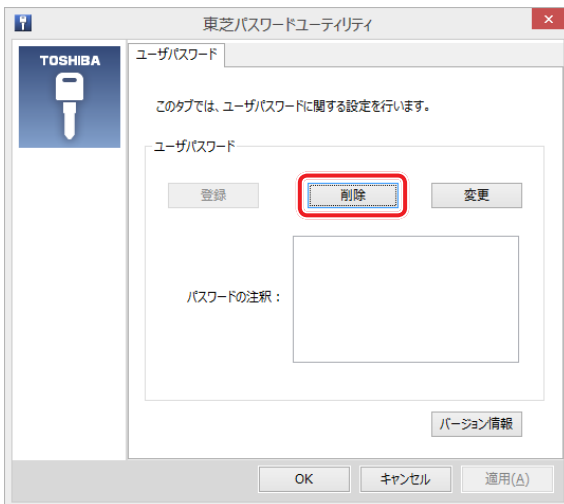 東芝パスワードユーティリティ
TOSHIBA
ユーザパスワード
このタブでは、ユーザパスワードに関する設定を行います。
ユーザパスワード
登録
削除
変更
パスワードの注釈：
バージョン情報
OK
キャンセル
適用(A)